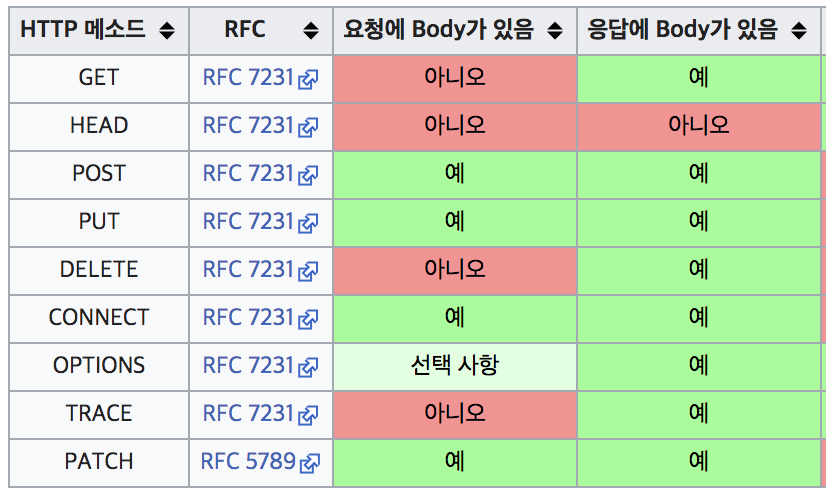 HTTP 메소드 RFC 요청에 Body가 있음 응답에 Body가 있음
GET RFC 7231 아니오 예
HEAD RFC 7231 아니오 아니오
POST RFC 7231 예 예
PUT RFC 7231 예 예
DELETE RFC 7231 아니오 예
CONNECT RFC 7231 예 예
OPTIONS RFC 7231 선택 사항 예
TRACE RFC 7231 아니오 예
PATCH RFC 5789 예 예